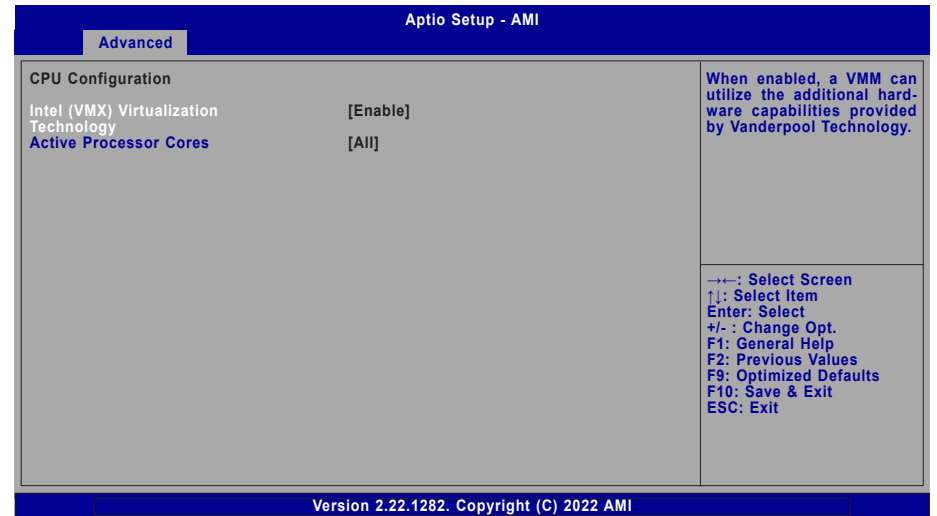 Aptio Setup - AMI
Advanced
CPU Configuration
Intel (VMX) Virtualization
Technology
[Enable]
Active Processor Cores
[All]
When enabled, a VMM can
utilize the additional hard-
ware capabilities provided
by Vanderpool Technology.
→←: Select Screen
↑↓: Select Item
Enter: Select
+/- : Change Opt.
F1: General Help
F2: Previous Values
F9: Optimized Defaults
F10: Save & Exit
ESC: Exit
Version 2.22.1282. Copyright (C) 2022 AMI